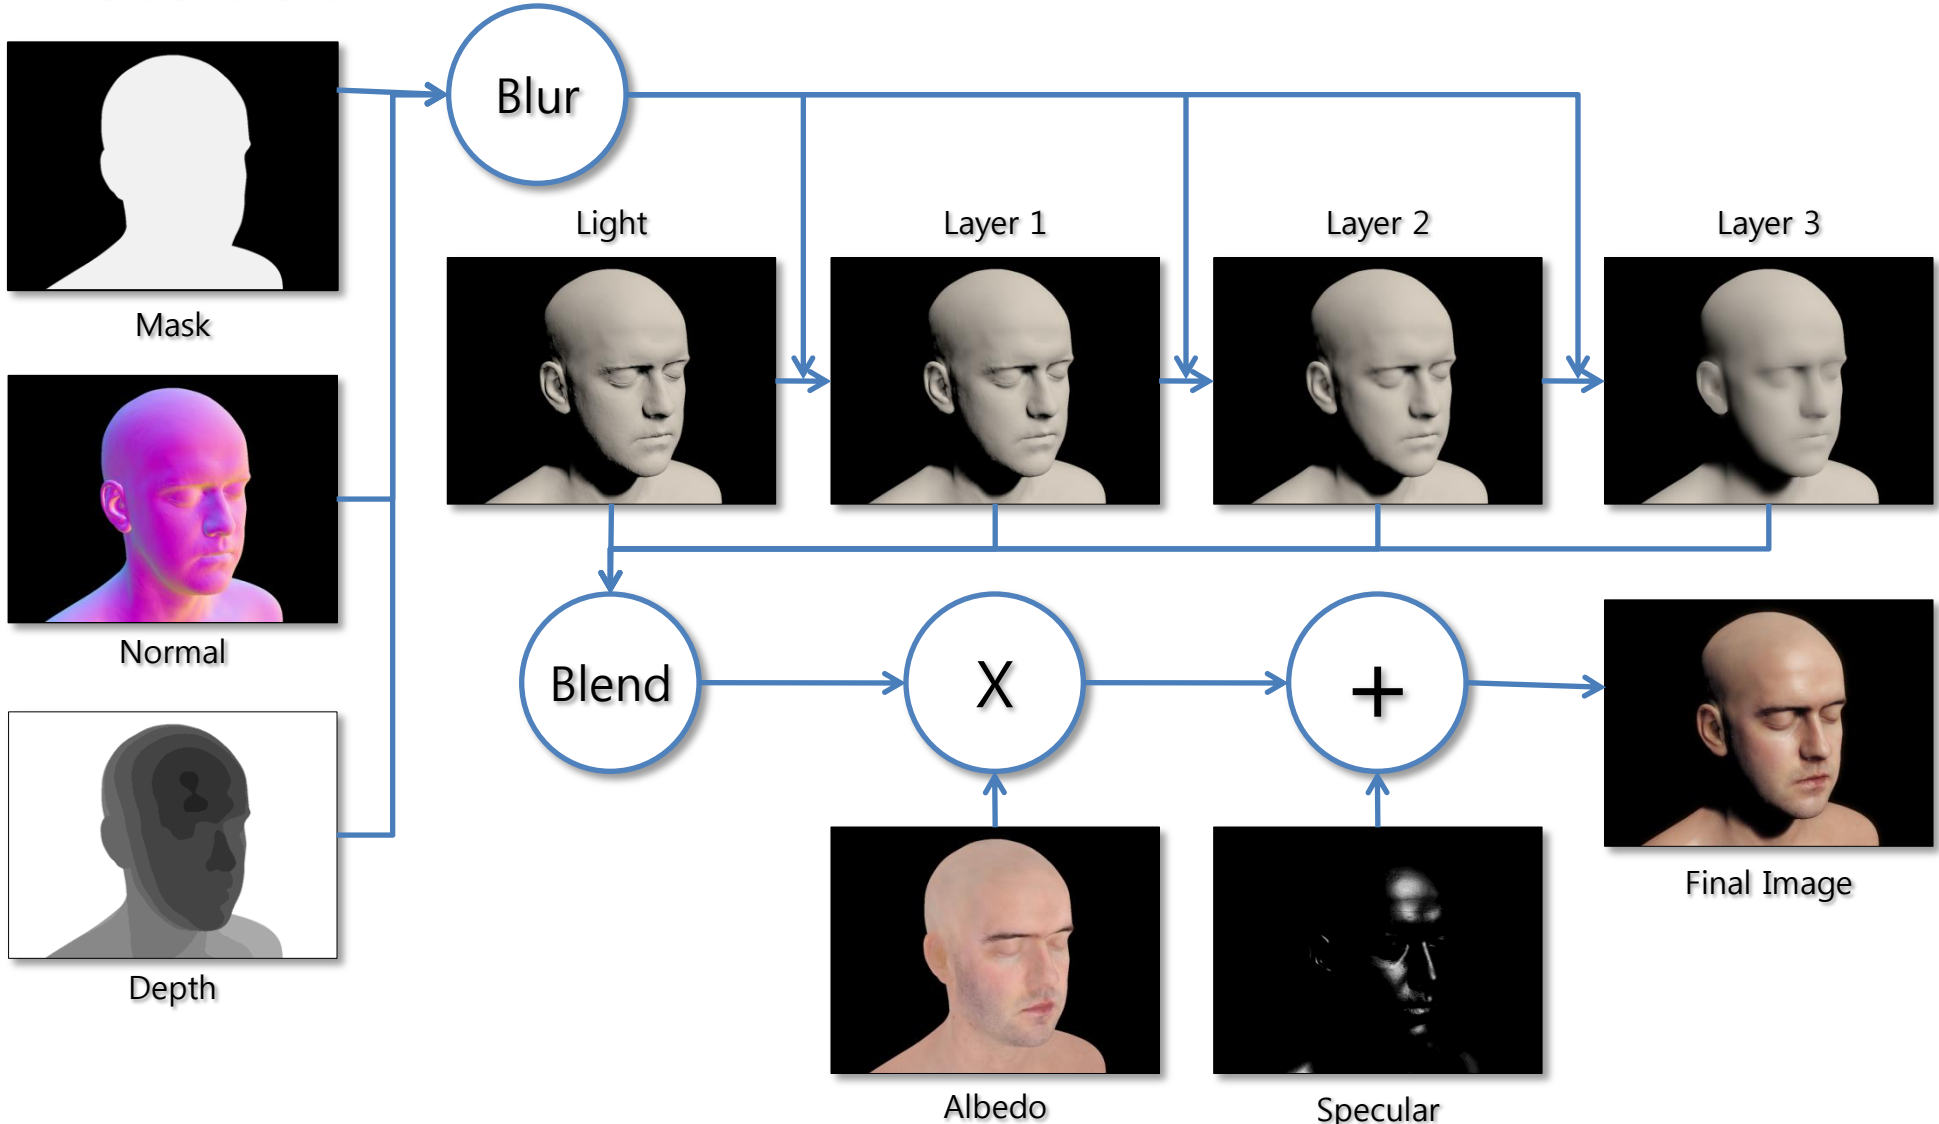 Blur
Light
Layer 1
Layer 2
Layer 3
Mask
Normal
Blend
X
+
Final Image
Depth
Albedo
Specular